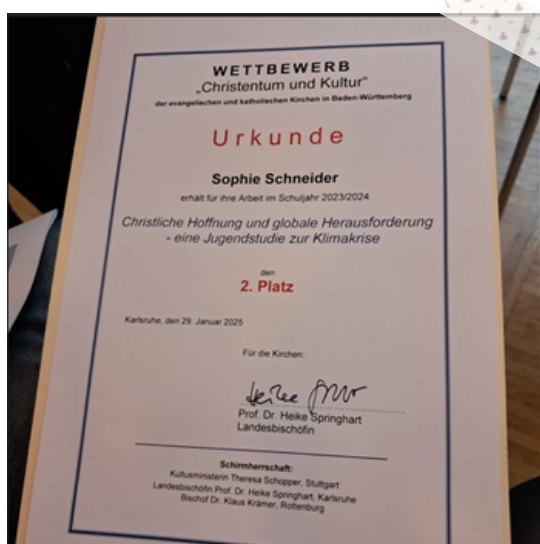 WETTBEWERB
„Christentum und Kultur“
der evangelischen und katholischen Kirchen in Baden-Württemberg
Urkunde
Sophie Schneider
erhält für ihre Arbeit im Schuljahr 2023/2024
Christliche Hoffnung und globale Herausforderung
- eine Jugendstudie zur Klimakrise
den
2. Platz
Karlsruhe, den 29. Januar 2025
Für die Kirchen:
Prof. Dr. Heike Springhart
Landesbischöfin
Schirmherrschaft:
Kultusministerin Theresa Schopper, Stuttgart
Landesbischöfin Prof. Dr. Heike Springhart, Karlsruhe
Bischof Dr. Klaus Krämer, Rottenburg